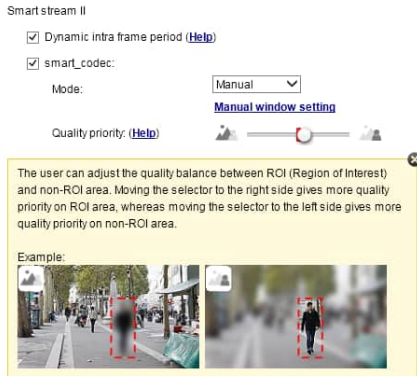 Smart stream II
Dynamic intra frame period (Help)
smart_codec:
Mode: Manual
Manual window setting
Quality priority: (Help)
The user can adjust the quality balance between ROI (Region of Interest)
and non-ROI area. Moving the selector to the right side gives more quality
priority on ROI area, whereas moving the selector to the left side gives more
quality priority on non-ROI area.
Example: